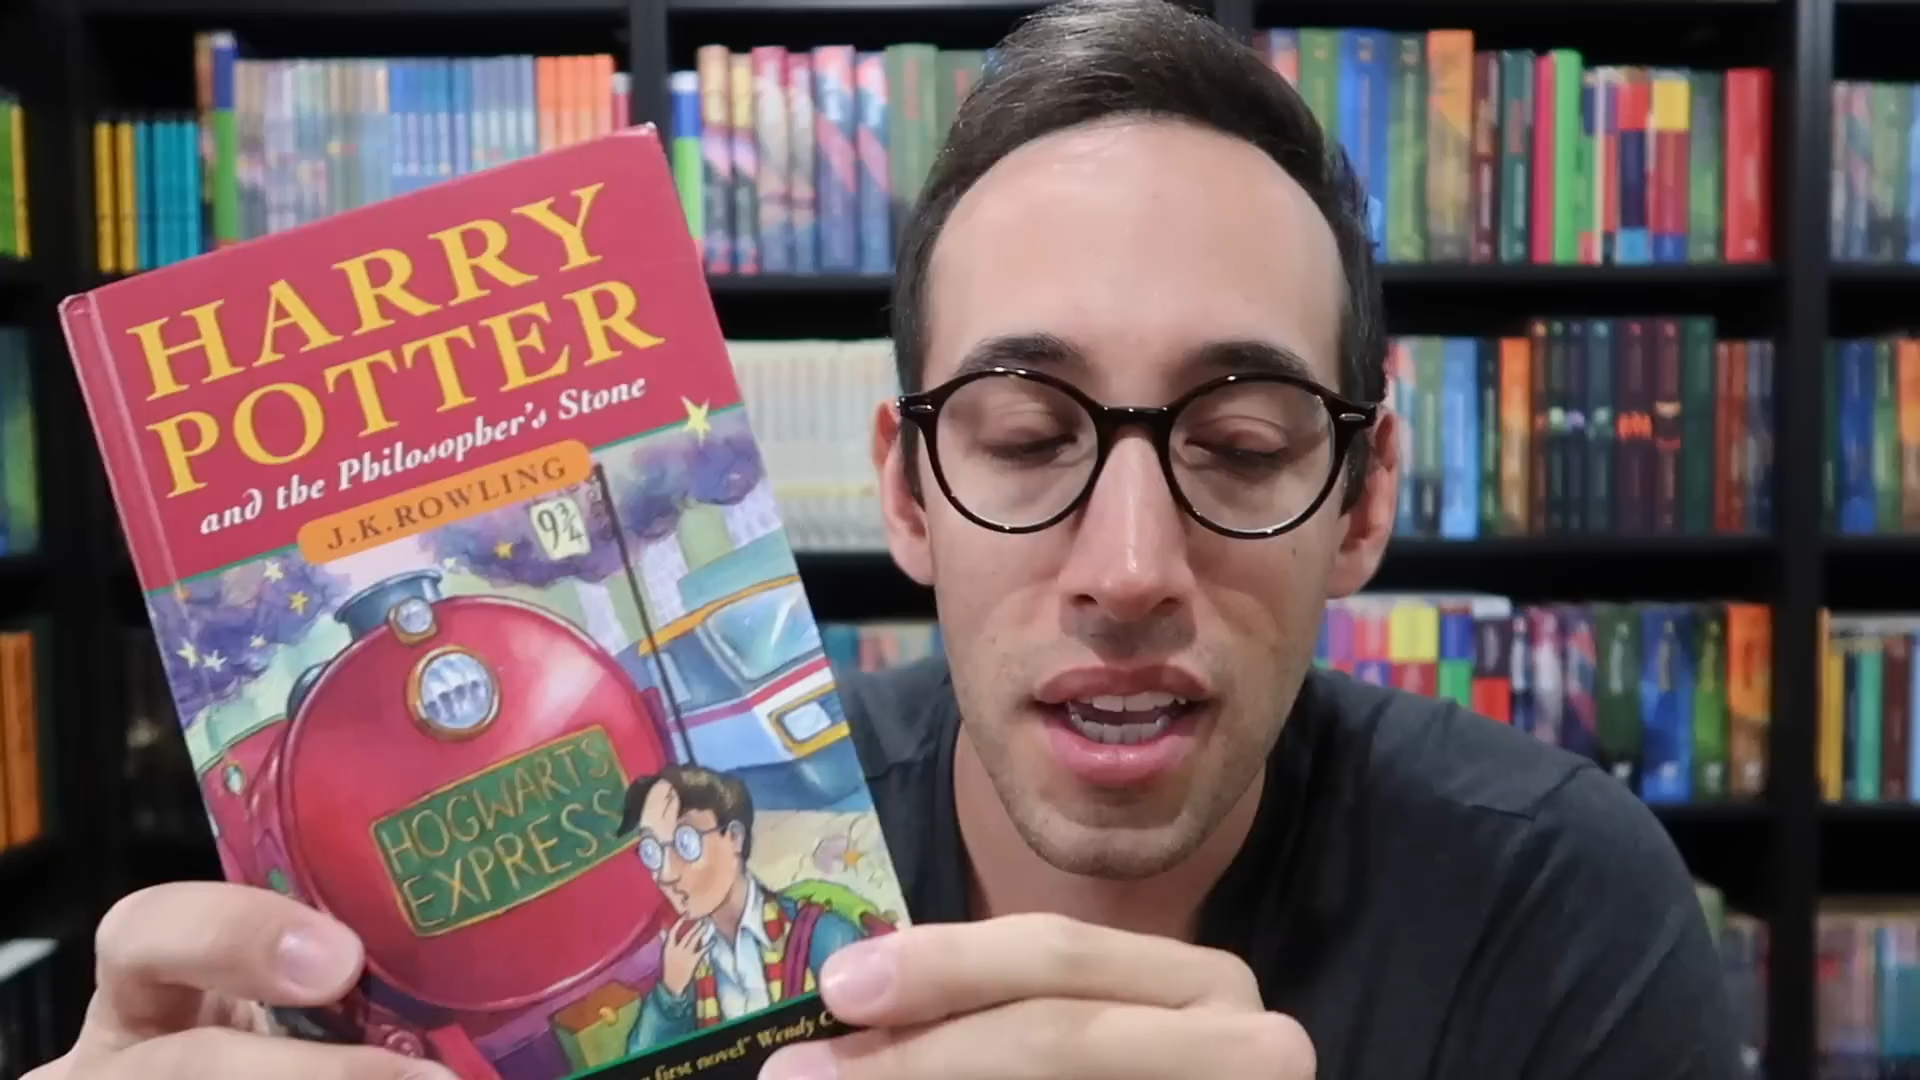 HARRY
POTTER
and the Philosopher's Stone
J.K.ROWLING
9¾
HOGWARTS
EXPRESS
first novel" Wendy